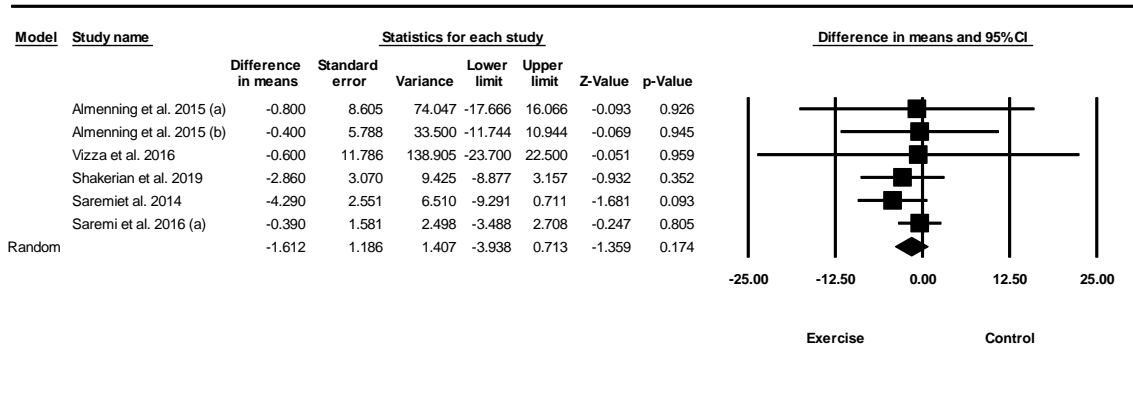 Model Study name Statistics for each study Difference in means and 95%CI
Difference in means Standard error Variance Lower limit Upper limit Z-Value p-Value
Almenning et al. 2015 (a) -0.800 8.605 74.047 -17.666 16.066 -0.093 0.926
Almenning et al. 2015 (b) -0.400 5.788 33.500 -11.744 10.944 -0.069 0.945
Vizza et al. 2016 -0.600 11.786 138.905 -23.700 22.500 -0.051 0.959
Shakerian et al. 2019 -2.860 3.070 9.425 -8.877 3.157 -0.932 0.352
Saremiet al. 2014 -4.290 2.551 6.510 -9.291 0.711 -1.681 0.093
Saremi et al. 2016 (a) -0.390 1.581 2.498 -3.488 2.708 -0.247 0.805
Random -1.612 1.186 1.407 -3.938 0.713 -1.359 0.174
-25.00 -12.50 0.00 12.50 25.00
Exercise Control